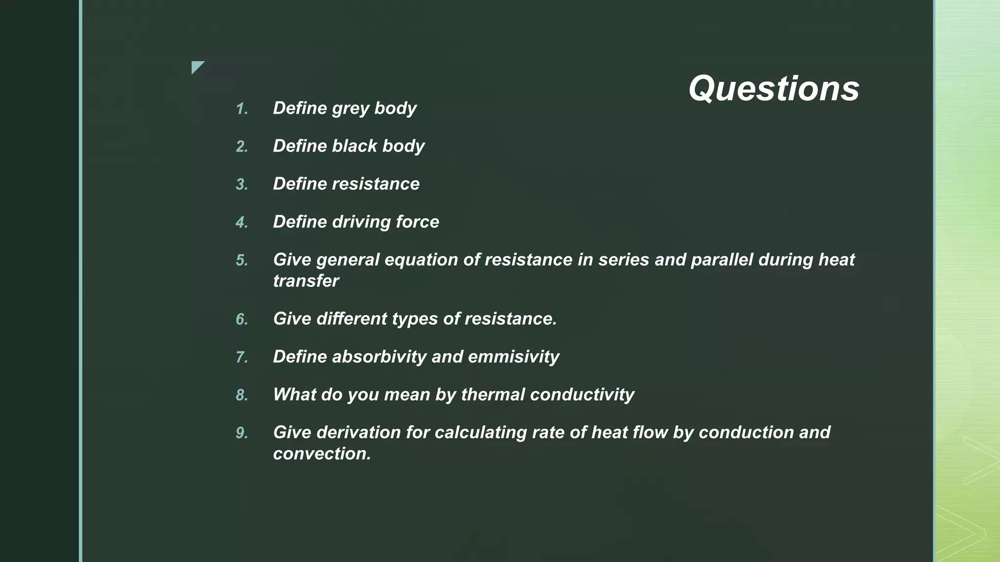 Questions
1. Define grey body
2. Define black body
3. Define resistance
4. Define driving force
5. Give general equation of resistance in series and parallel during heat
transfer
6. Give different types of resistance.
7. Define absorbivity and emmisivity
8. What do you mean by thermal conductivity
9. Give derivation for calculating rate of heat flow by conduction and
convection.